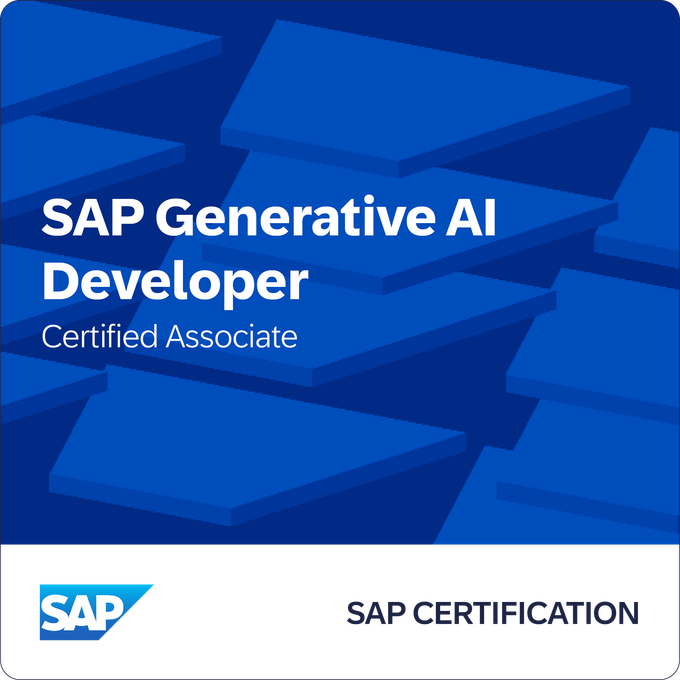 SAP Generative AI
Developer
Certified Associate
SAP
SAP CERTIFICATION